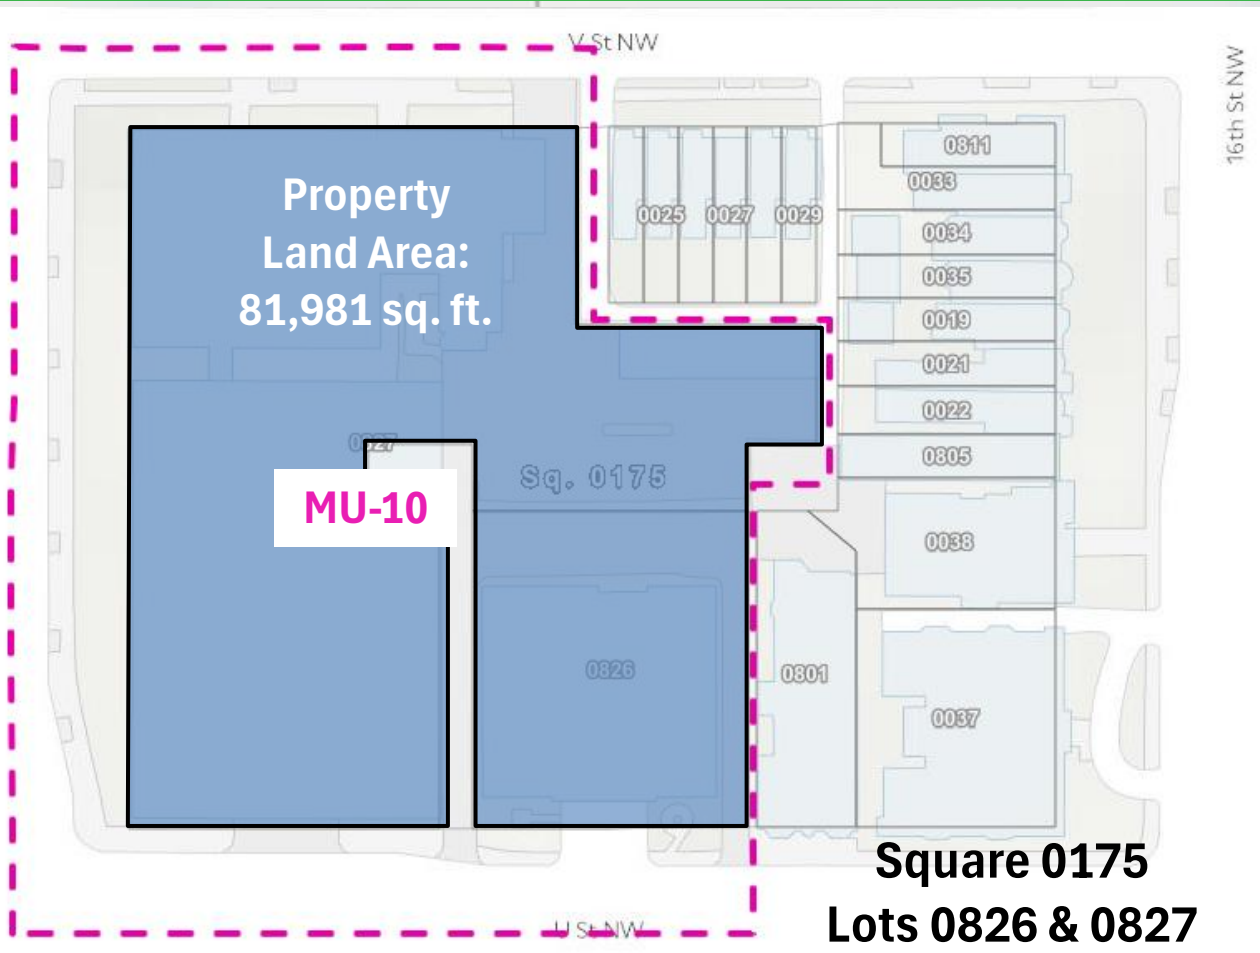 V St NW
16th St NW
Property
Land Area:
81,981 sq. ft.
0811
0033
0025 0027 0029
0034
0035
0019
0021
0022
0827
0805
Sq. 0175
MU-10
0038
0826
0801
0037
Square 0175
Lots 0826 & 0827
U St NW